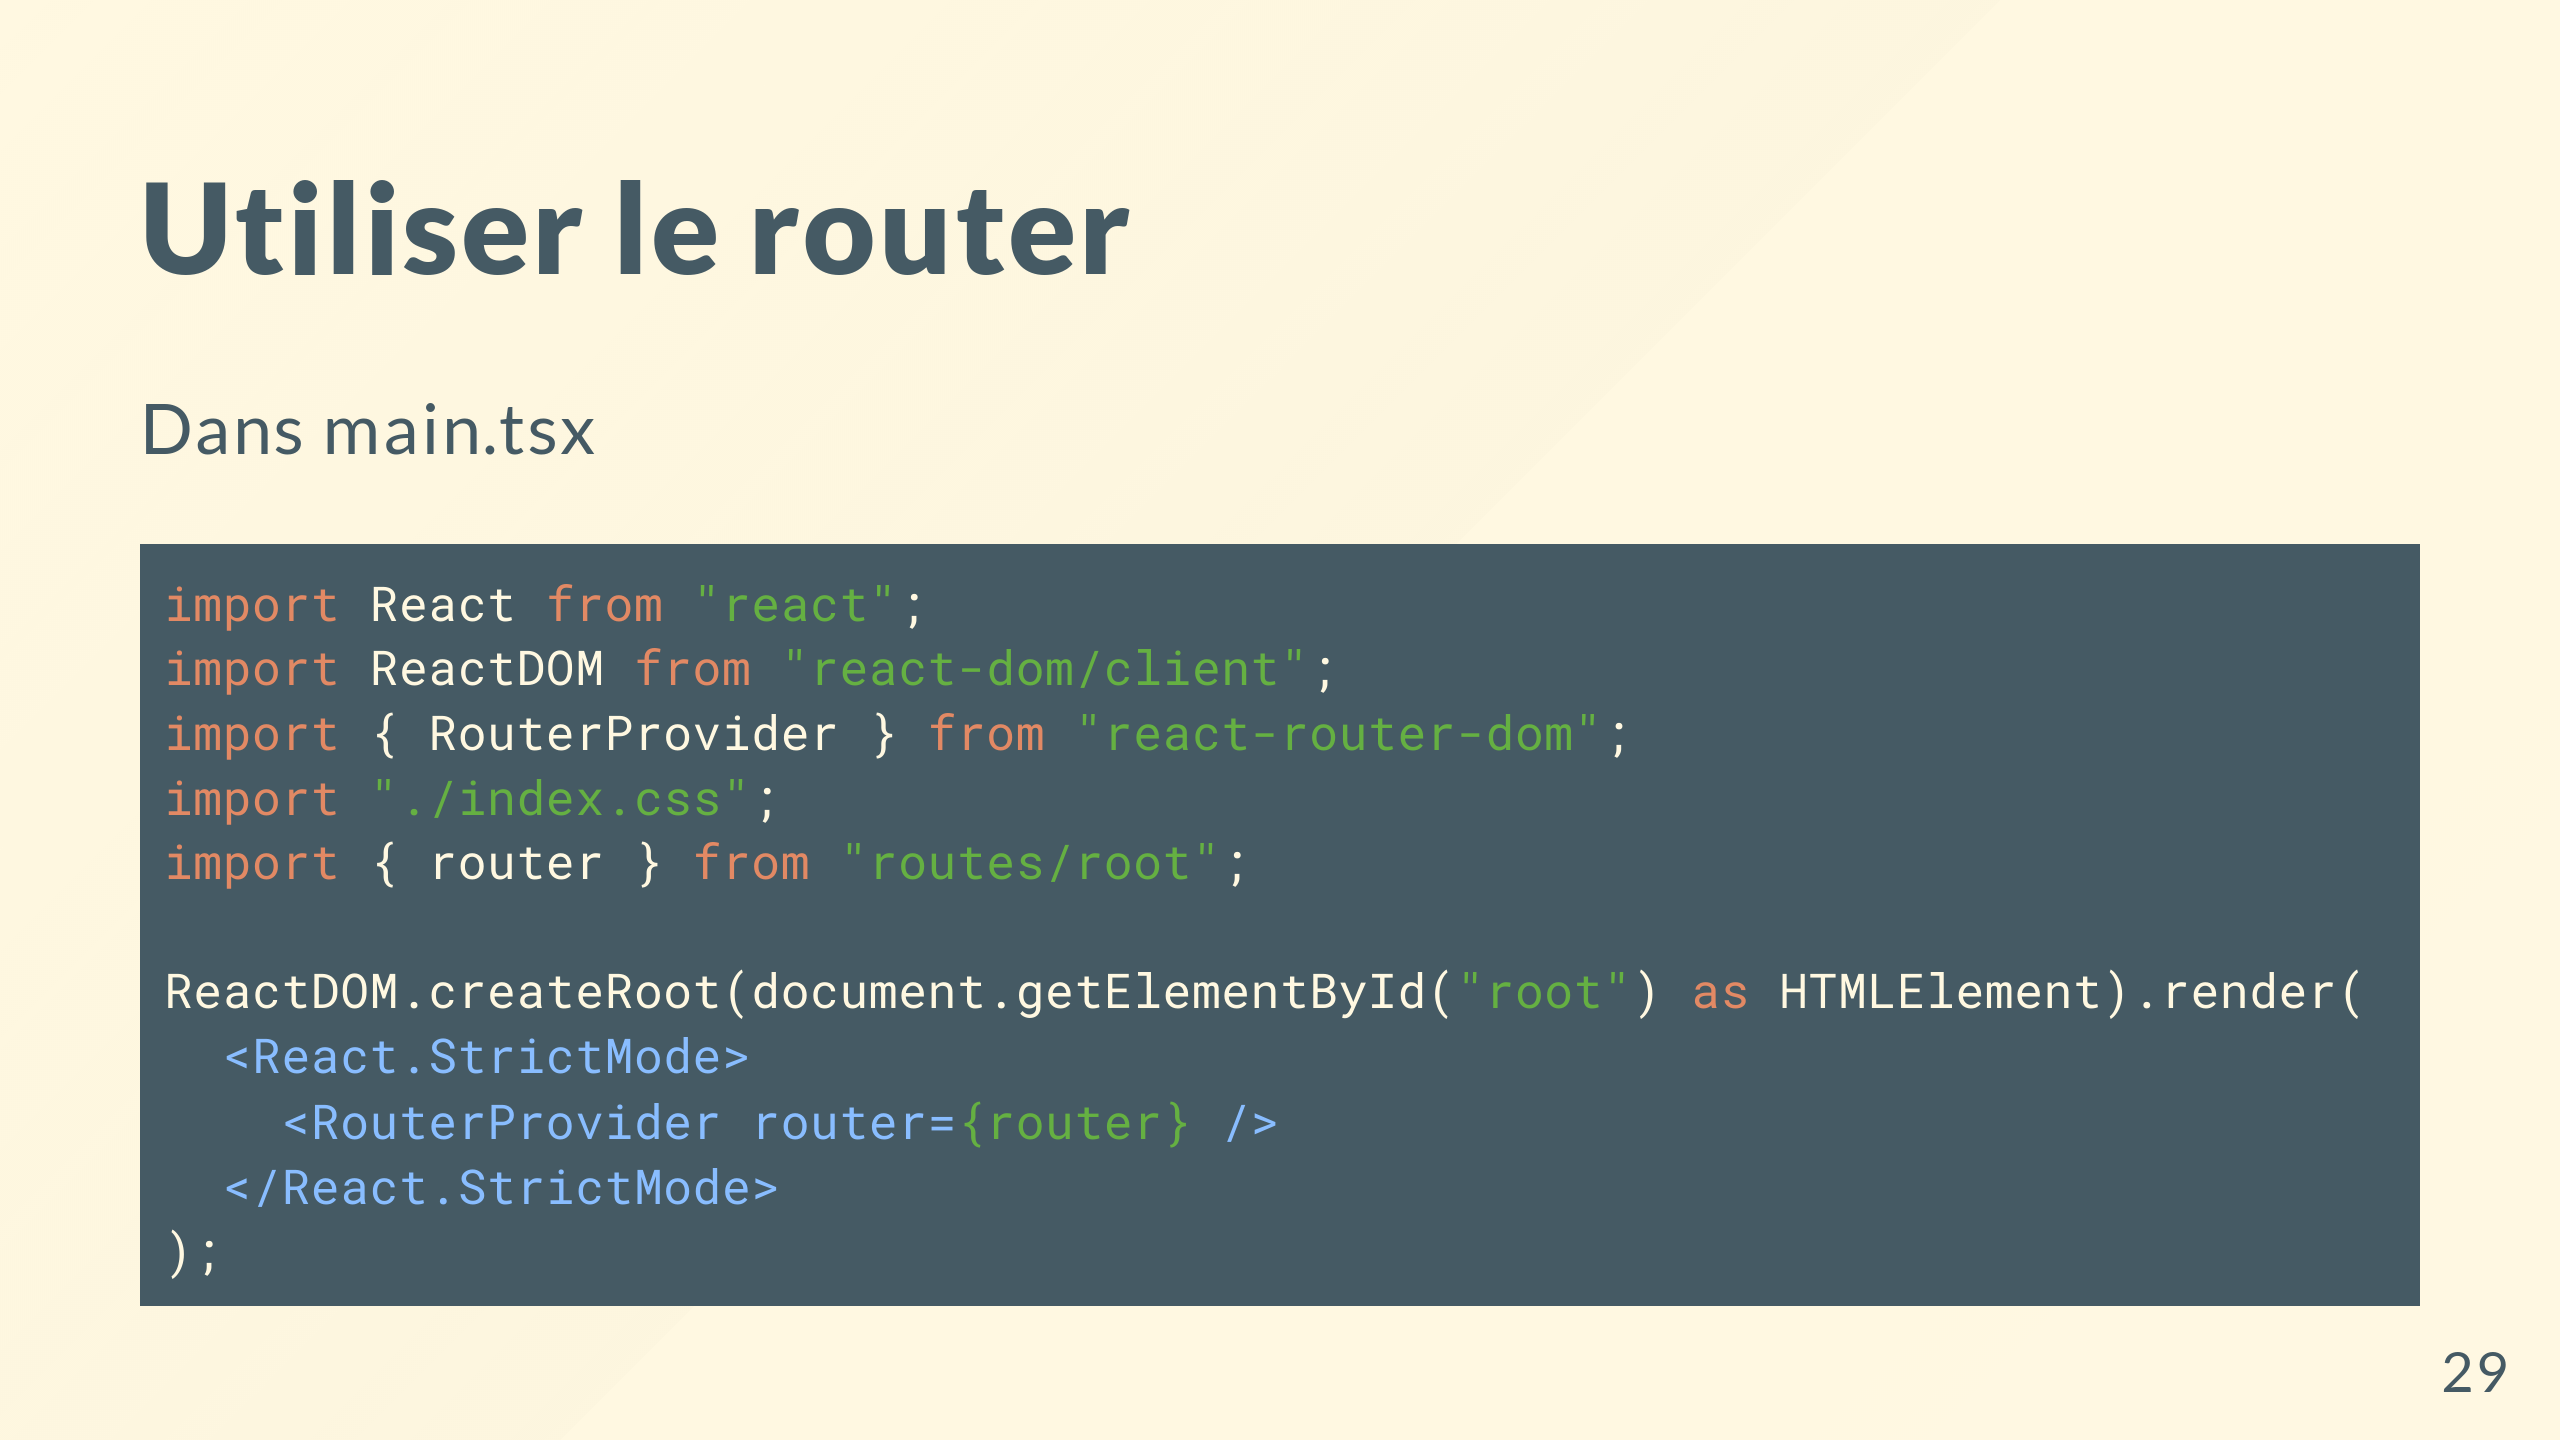 Utiliser le router
Dans main.tsx
import React from "react";
import ReactDOM from "react-dom/client";
import { RouterProvider } from "react-router-dom";
import "./index.css";
import { router } from "routes/root";
ReactDOM.createRoot(document.getElementById("root") as HTMLElement).render(
  <React.StrictMode>
    <RouterProvider router={router} />
  </React.StrictMode>
);
29